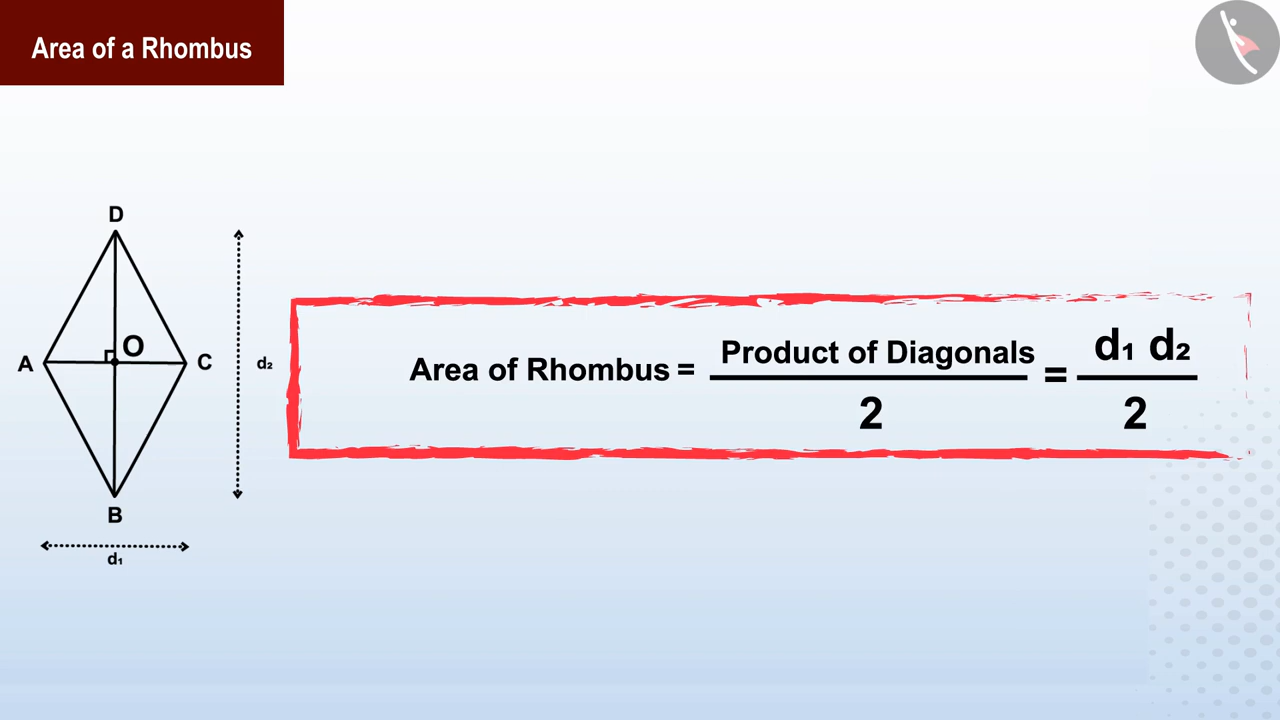 Area of a Rhombus
D
A
O
C
d₂
B
d₁
Area of Rhombus = Product of Diagonals / 2 = d₁ d₂ / 2